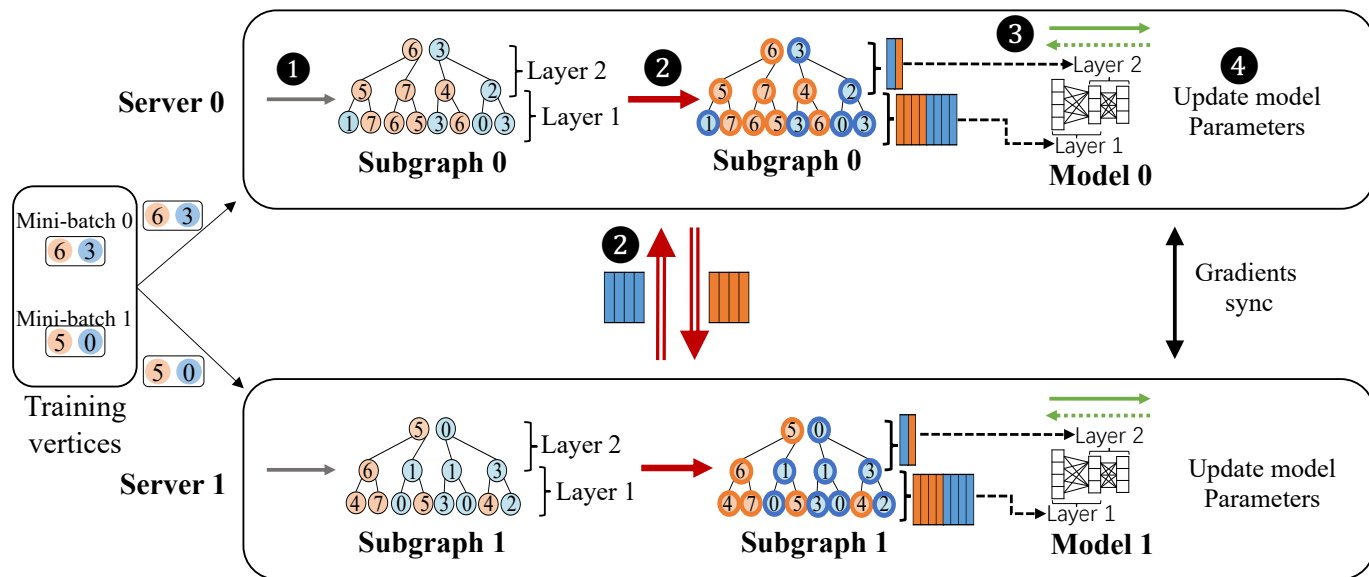 ❶
6 3
5 7 4 2
1 7 6 5 3 6 0 3
Layer 2
Layer 1
Subgraph 0
❷
6 3
5 7 4 2
1 7 6 5 3 6 0 3
Subgraph 0
❸
Layer 2
Layer 1
Model 0
❹
Update model
Parameters
Server 0
Mini-batch 0
6 3
Mini-batch 1
5 0
Training
vertices
6 3
5 0
❷
Gradients
sync
Server 1
5 0
6 1 1 3
4 7 0 5 3 0 4 2
Layer 2
Layer 1
Subgraph 1
5 0
6 1 1 3
4 7 0 5 3 0 4 2
Subgraph 1
Layer 2
Layer 1
Model 1
Update model
Parameters